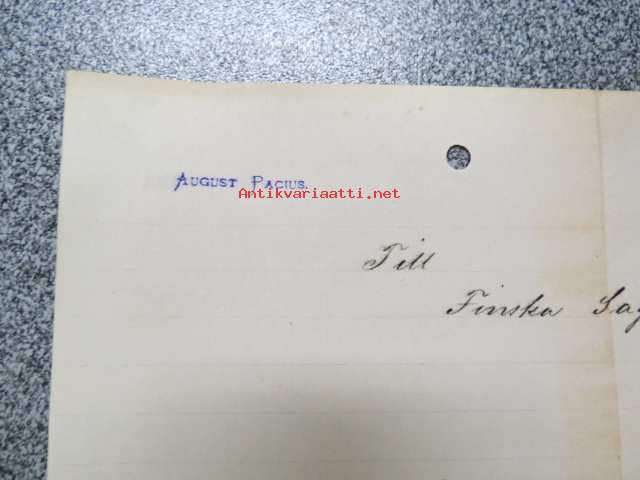 AUGUST PACIUS.
Antikvariaatti.net
Till
Finska